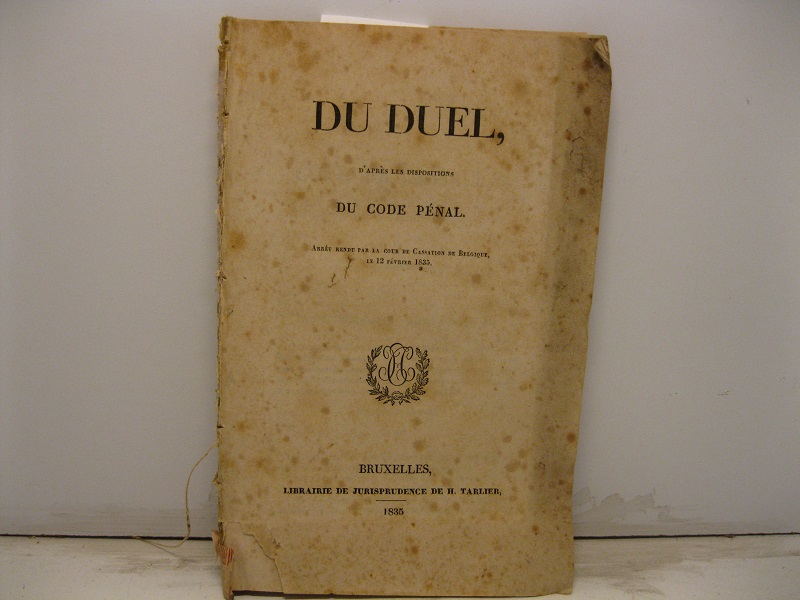 DU DUEL,
D'APRÈS LES DISPOSITIONS
DU CODE PÉNAL.
ARRÊT RENDU PAR LA COUR DE CASSATION DE BELGIQUE,
LE 12 FÉVRIER 1835.
BRUXELLES,
LIBRAIRIE DE JURISPRUDENCE DE H. TARLIER,
1835